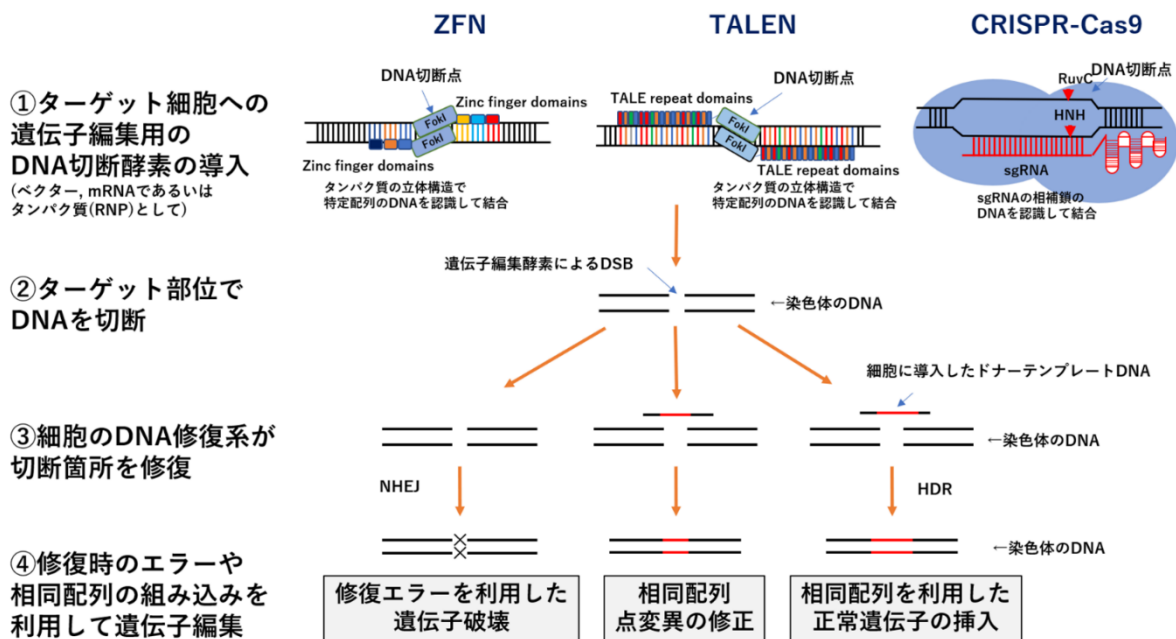 ZFN
TALEN
CRISPR-Cas9
①ターゲット細胞への
遺伝子編集用の
DNA切断酵素の導入
(ベクター, mRNAであるいは
タンパク質(RNP)として)
DNA切断点
Zinc finger domains
FokI
FokI
Zinc finger domains
タンパク質の立体構造で
特定配列のDNAを認識して結合
DNA切断点
TALE repeat domains
FokI
FokI
TALE repeat domains
タンパク質の立体構造で
特定配列のDNAを認識して結合
RuvC
DNA切断点
HNH
sgRNA
sgRNAの相補鎖の
DNAを認識して結合
②ターゲット部位で
DNAを切断
遺伝子編集酵素によるDSB
←染色体のDNA
③細胞のDNA修復系が
切断箇所を修復
細胞に導入したドナーテンプレートDNA
←染色体のDNA
NHEJ
HDR
④修復時のエラーや
相同配列の組み込みを
利用して遺伝子編集
←染色体のDNA
修復エラーを利用した
遺伝子破壊
相同配列
点変異の修正
相同配列を利用した
正常遺伝子の挿入